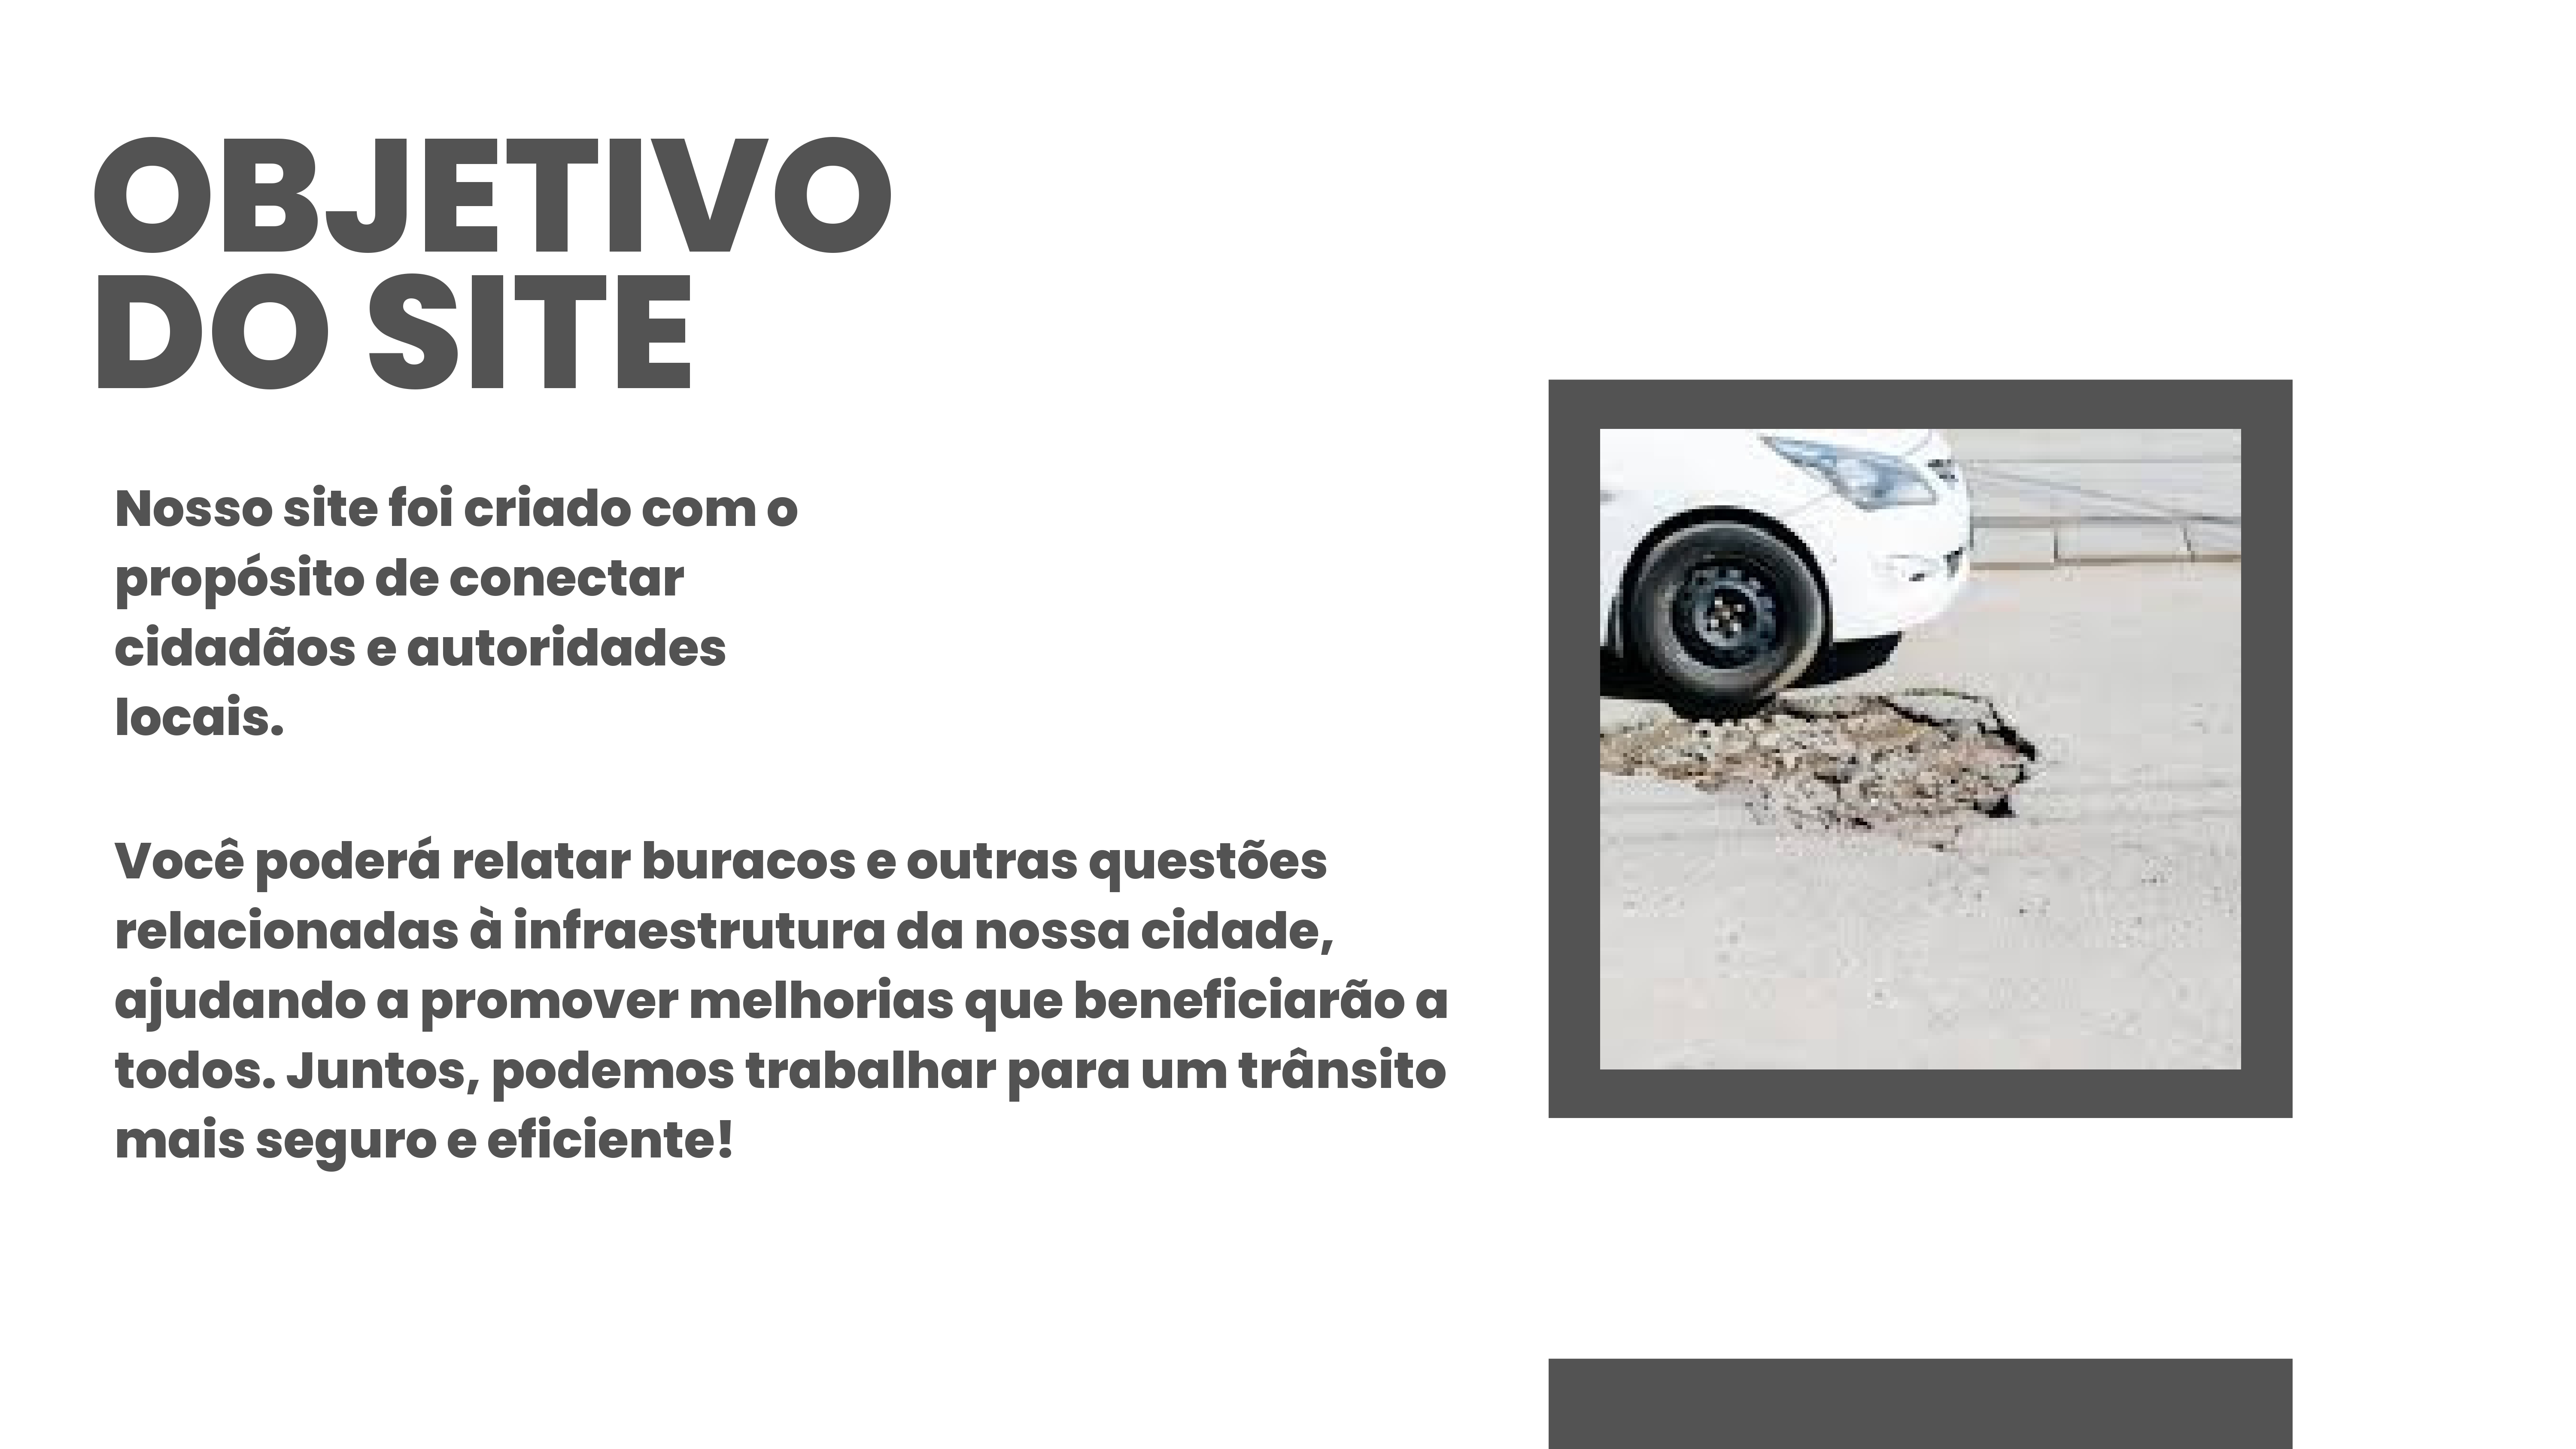 OBJETIVO
DO SITE
Nosso site foi criado com o
propósito de conectar
cidadãos e autoridades
locais.
Você poderá relatar buracos e outras questões
relacionadas à infraestrutura da nossa cidade,
ajudando a promover melhorias que beneficiarão a
todos. Juntos, podemos trabalhar para um trânsito
mais seguro e eficiente!